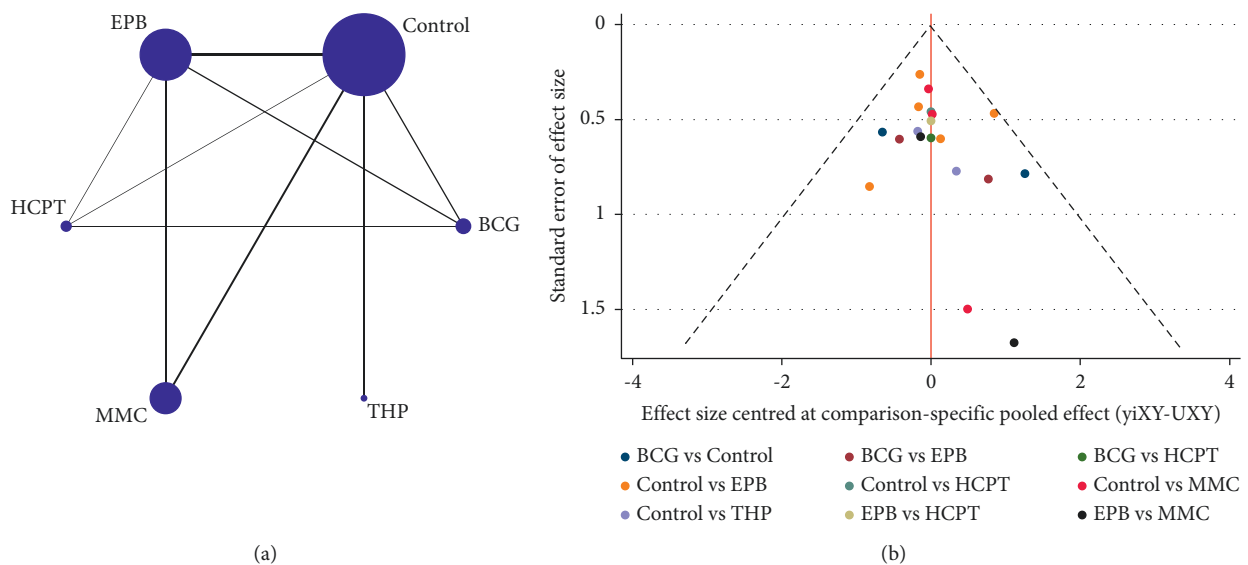 EPB
Control
HCPT
BCG
MMC
THP
(a)
Standard error of effect size
0
0.5
1
1.5
-4
-2
0
2
4
Effect size centred at comparison-specific pooled effect (yiXY-UXY)
BCG vs Control
BCG vs EPB
BCG vs HCPT
Control vs EPB
Control vs HCPT
Control vs MMC
Control vs THP
EPB vs HCPT
EPB vs MMC
(b)